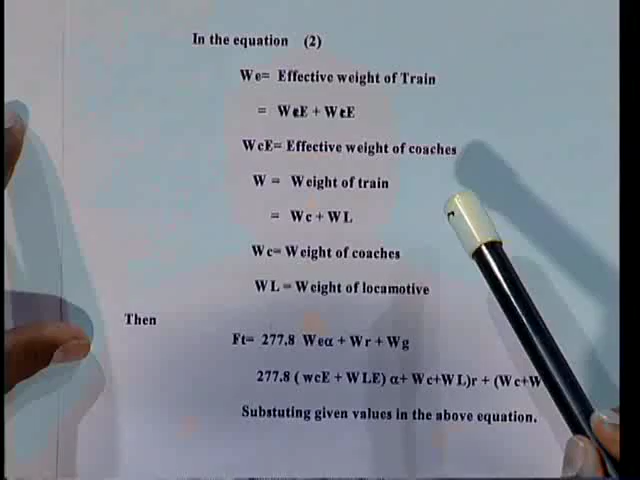 In the equation (2)
We= Effective weight of Train
= WcE + WcE
WcE= Effective weight of coaches
W = Weight of train
= Wc + WL
Wc= Weight of coaches
WL = Weight of locamotive
Then
Ft= 277.8 Weα + Wr + Wg
277.8 ( wcE + WLE) α+ Wc+WL)r + (Wc+W
Substuting given values in the above equation.